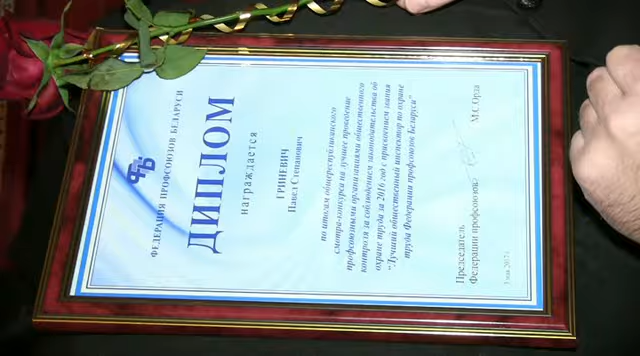 ФЕДЕРАЦИЯ ПРОФСОЮЗОВ БЕЛАРУСИ
ДИПЛОМ
награждается
ГРИНЕВИЧ
Павел Степанович
по итогам общереспубликанского
смотра-конкурса на лучшее проведение
профсоюзными организациями общественного
контроля за соблюдением законодательства об
охране труда за 2016 год с присвоением звания
"Лучший общественный инспектор по охране
труда Федерации профсоюзов Беларуси"
Председатель
Федерации профсоюзов
М.С.Орда
2017